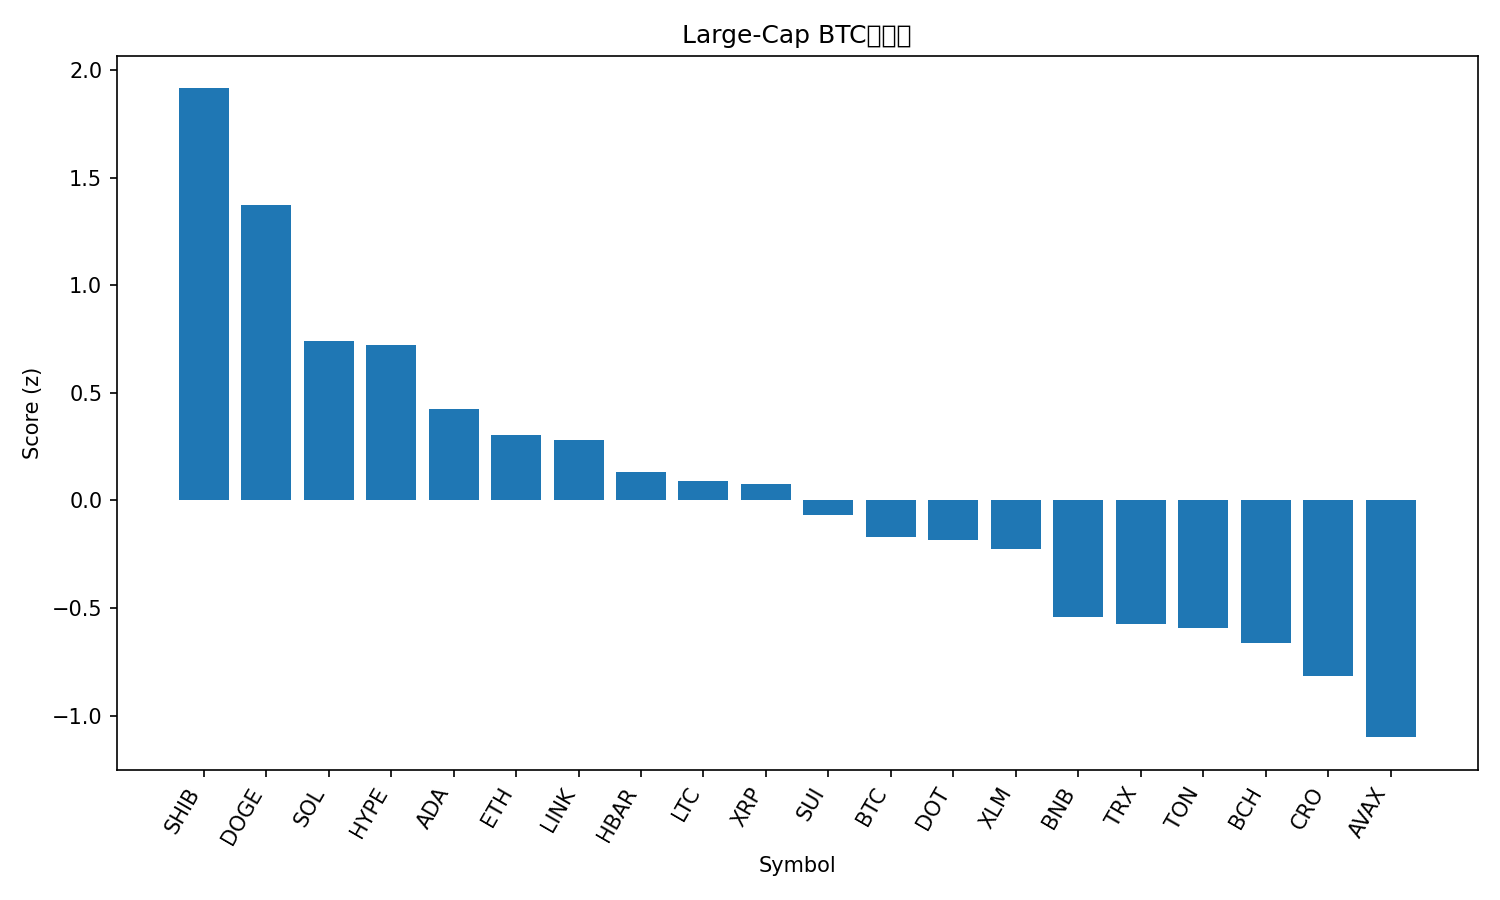 Large-Cap BTC
Score (z)
2.0
1.5
1.0
0.5
0.0
−0.5
−1.0
SHIB
DOGE
SOL
HYPE
ADA
ETH
LINK
HBAR
LTC
XRP
SUI
BTC
DOT
XLM
BNB
TRX
TON
BCH
CRO
AVAX
Symbol